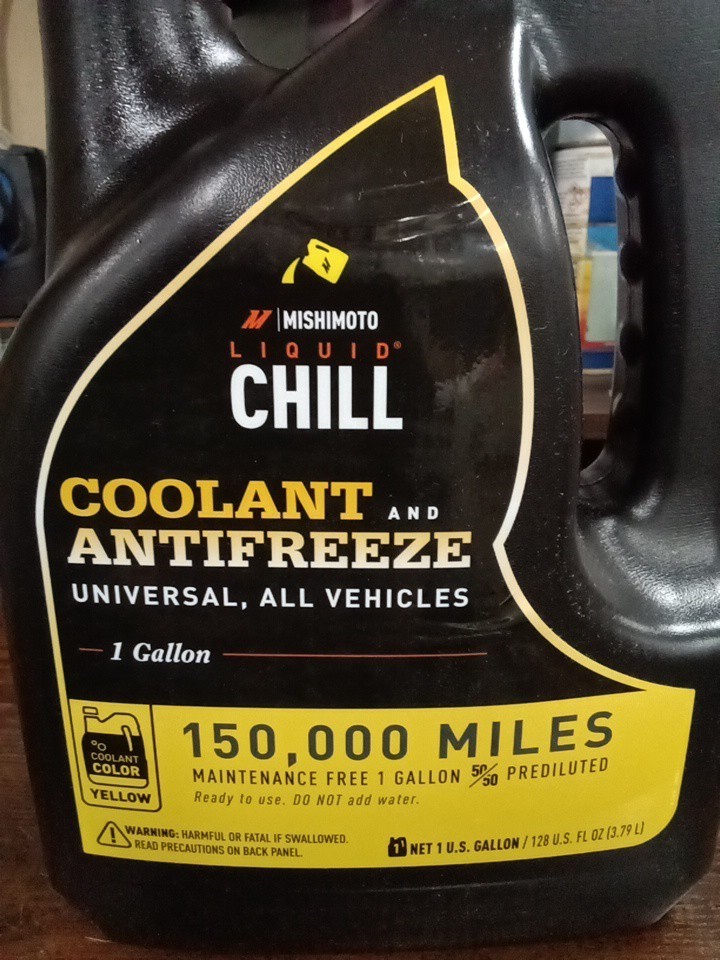 MISHIMOTO
LIQUID®
CHILL
COOLANT AND
ANTIFREEZE
UNIVERSAL, ALL VEHICLES
1 Gallon
COOLANT
COLOR
YELLOW
150,000 MILES
MAINTENANCE FREE 1 GALLON 50/50 PREDILUTED
Ready to use. DO NOT add water.
WARNING: HARMFUL OR FATAL IF SWALLOWED.
READ PRECAUTIONS ON BACK PANEL.
1 NET 1 U.S. GALLON / 128 U.S. FL OZ (3.79 L)